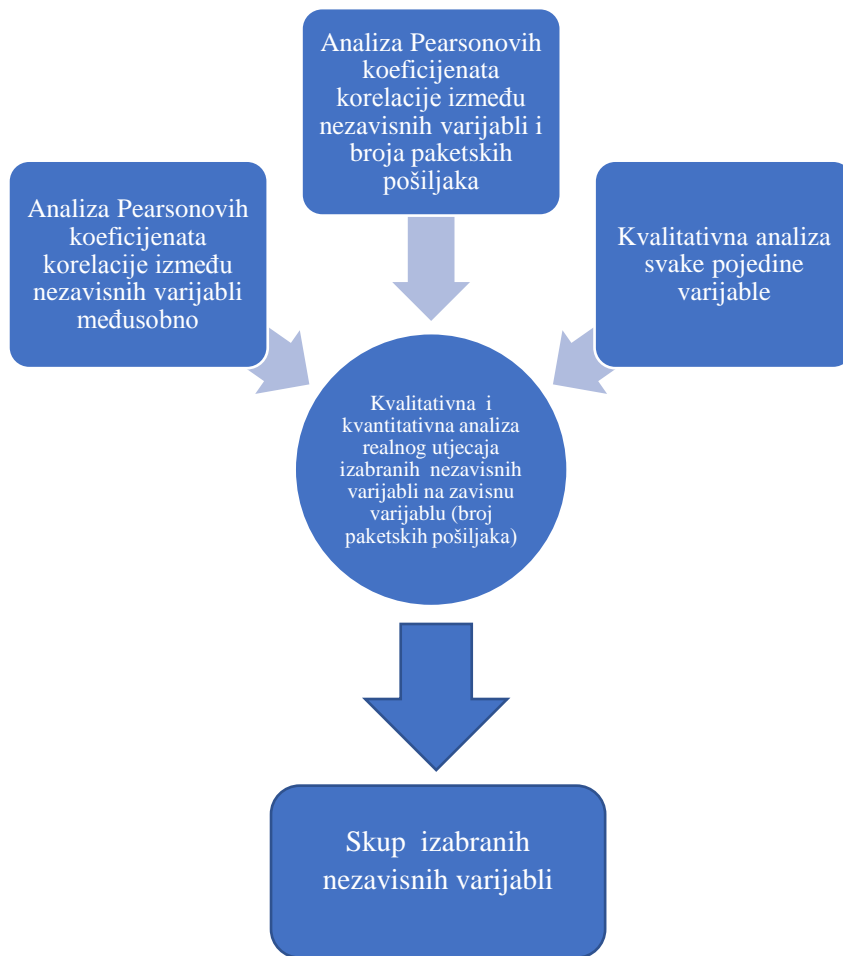 Analiza Pearsonovih
koeficijenata
korelacije između
nezavisnih varijabli i
broja paketskih
pošiljaka
Analiza Pearsonovih
koeficijenata
korelacije između
nezavisnih varijabli
međusobno
Kvalitativna analiza
svake pojedine
varijable
Kvalitativna i
kvantitativna analiza
realnog utjecaja
izabranih nezavisnih
varijabli na zavisnu
varijablu (broj
paketskih pošiljaka)
Skup izabranih
nezavisnih varijabli